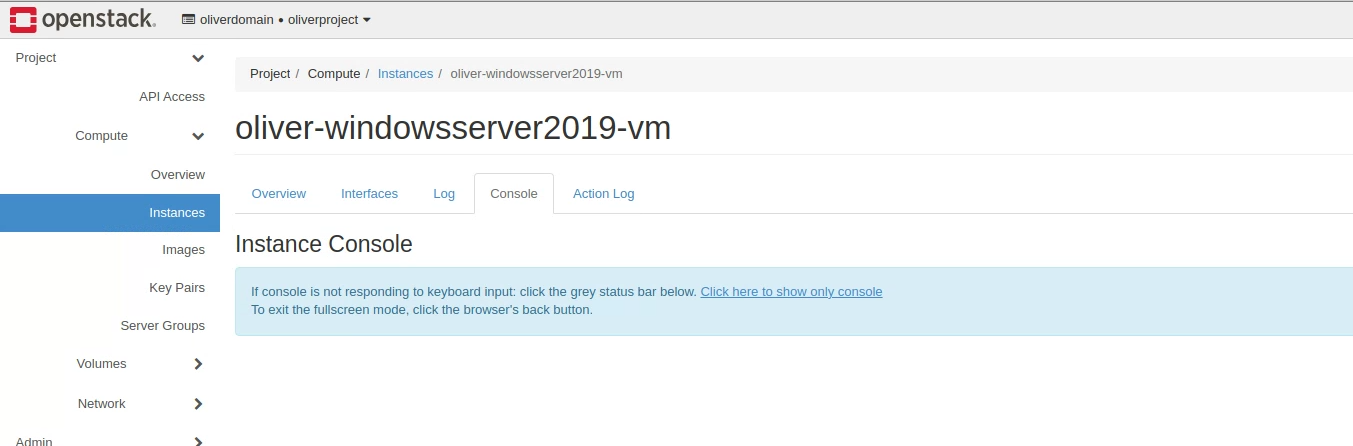 openstack.
oliverdomain • oliverproject
Project
API Access
Compute
Overview
Instances
Images
Key Pairs
Server Groups
Volumes
Network
Admin
Project / Compute / Instances / oliver-windowsserver2019-vm
oliver-windowsserver2019-vm
Overview Interfaces Log Console Action Log
Instance Console
If console is not responding to keyboard input: click the grey status bar below. Click here to show only console
To exit the fullscreen mode, click the browser's back button.